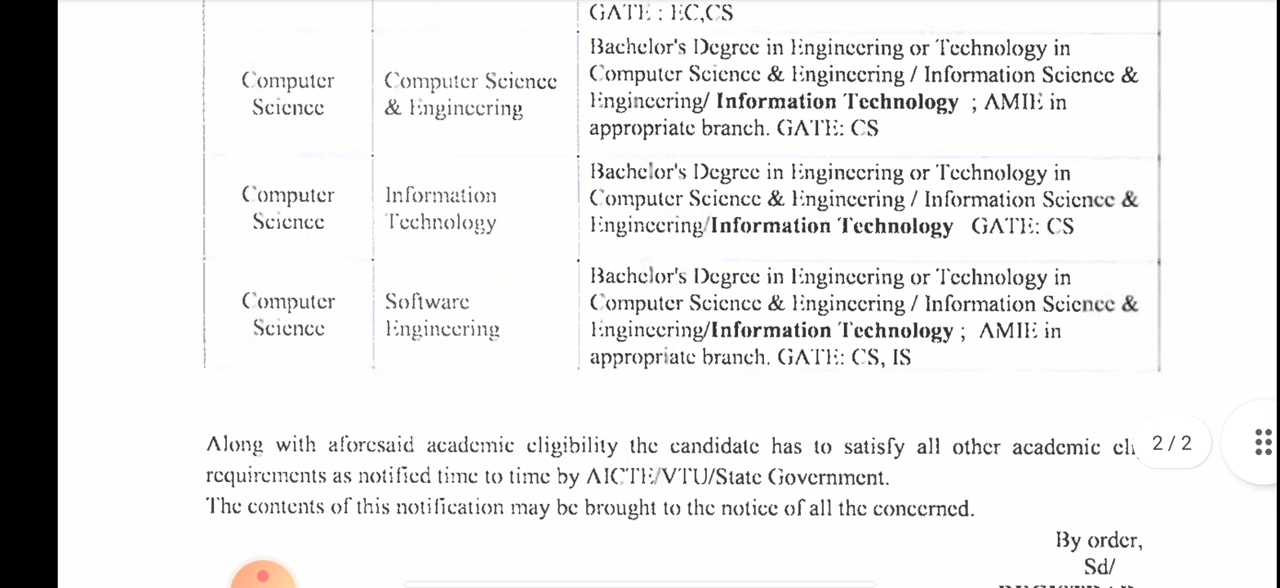 GATE : EC,CS
Computer
Science
Computer Science
& Engineering
Bachelor's Degree in Engineering or Technology in
Computer Science & Engineering / Information Science &
Engineering/ Information Technology ; AMIE in
appropriate branch. GATE: CS
Computer
Science
Information
Technology
Bachelor's Degree in Engineering or Technology in
Computer Science & Engineering / Information Science &
Engineering/Information Technology GATE: CS
Computer
Science
Software
Engineering
Bachelor's Degree in Engineering or Technology in
Computer Science & Engineering / Information Science &
Engineering/Information Technology ; AMIE in
appropriate branch. GATE: CS, IS
Along with aforesaid academic eligibility the candidate has to satisfy all other academic
2 / 2
requirements as notified time to time by AICTE/VTU/State Government.
The contents of this notification may be brought to the notice of all the concerned.
By order,
Sd/